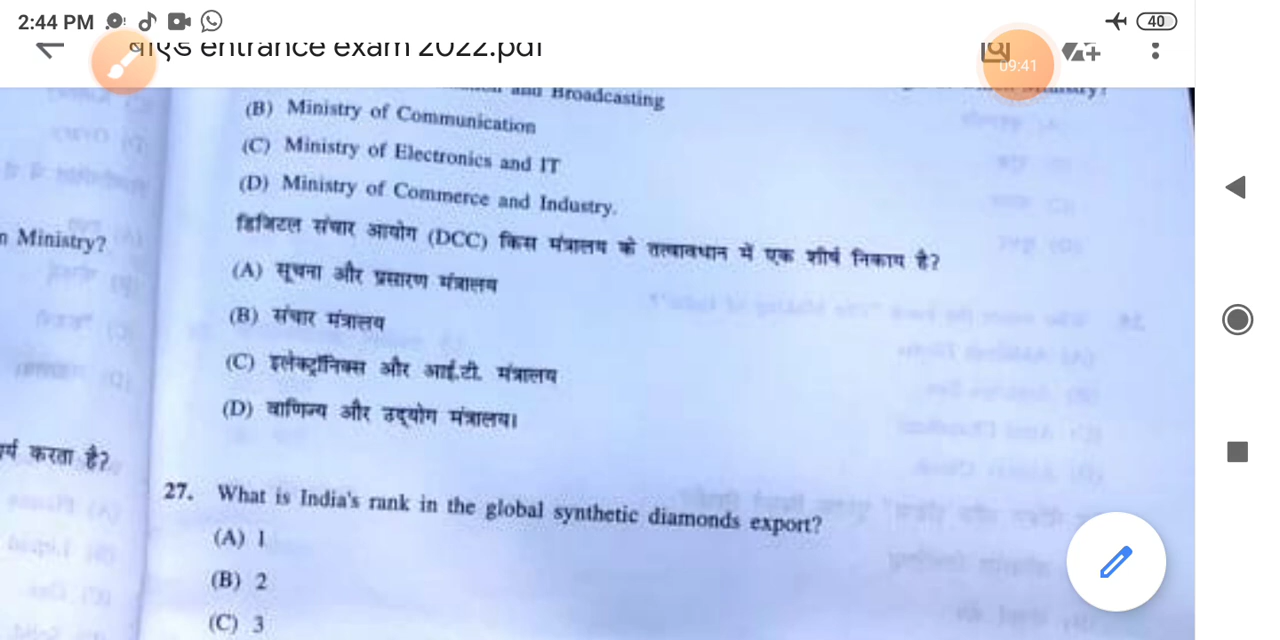 2:44 PM
40
बीएड entrance exam 2022.pdf
09:41
and Broadcasting
(B) Ministry of Communication
(C) Ministry of Electronics and IT
(D) Ministry of Commerce and Industry.
n Ministry?
डिजिटल संचार आयोग (DCC) किस मंत्रालय के तत्वावधान में एक शीर्ष निकाय है?
(A) सूचना और प्रसारण मंत्रालय
(B) संचार मंत्रालय
(C) इलेक्ट्रॉनिक्स और आई.टी. मंत्रालय
(D) वाणिज्य और उद्योग मंत्रालय।
र्य करता है?
27. What is India's rank in the global synthetic diamonds export?
(A) 1
(B) 2
(C) 3